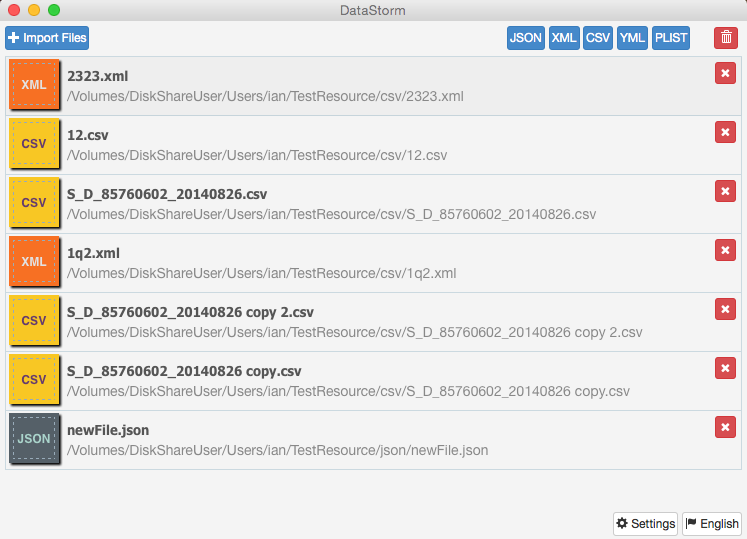 DataStorm
Import Files JSON XML CSV YML PLIST
XML
2323.xml
/Volumes/DiskShareUser/Users/ian/TestResource/csv/2323.xml
CSV
12.csv
/Volumes/DiskShareUser/Users/ian/TestResource/csv/12.csv
CSV
S_D_85760602_20140826.csv
/Volumes/DiskShareUser/Users/ian/TestResource/csv/S_D_85760602_20140826.csv
XML
1q2.xml
/Volumes/DiskShareUser/Users/ian/TestResource/csv/1q2.xml
CSV
S_D_85760602_20140826 copy 2.csv
/Volumes/DiskShareUser/Users/ian/TestResource/csv/S_D_85760602_20140826 copy 2.csv
CSV
S_D_85760602_20140826 copy.csv
/Volumes/DiskShareUser/Users/ian/TestResource/csv/S_D_85760602_20140826 copy.csv
JSON
newFile.json
/Volumes/DiskShareUser/Users/ian/TestResource/json/newFile.json
Settings English